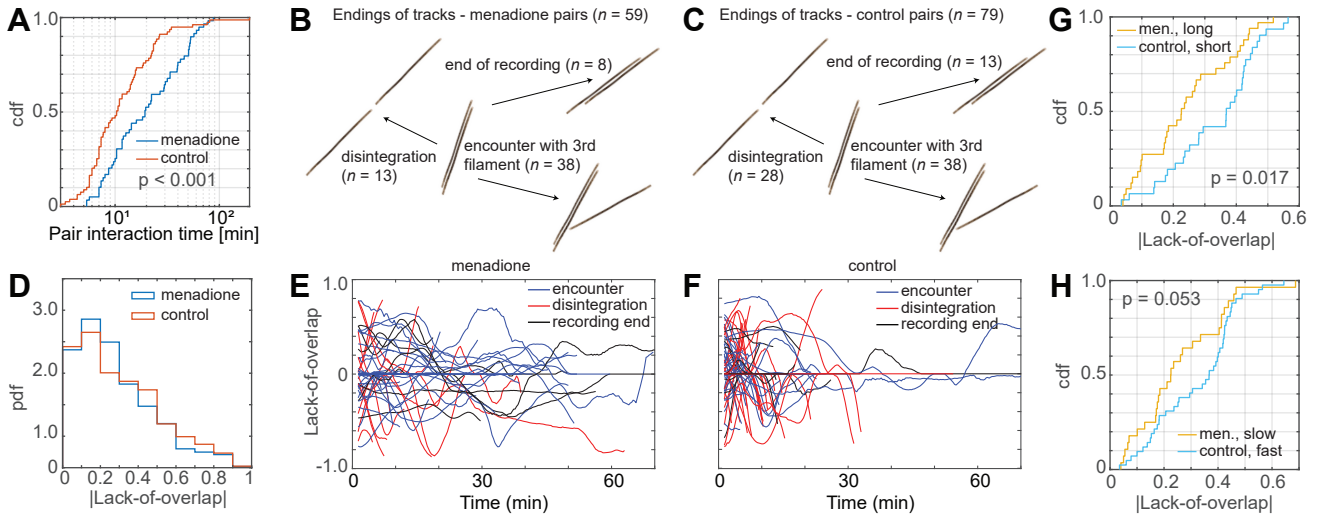 A
1.0
0.5
0
cdf
menadione
control
p < 0.001
10¹
10²
Pair interaction time [min]
B
Endings of tracks - menadione pairs (n = 59)
end of recording (n = 8)
disintegration
(n = 13)
encounter with 3rd
filament (n = 38)
C
Endings of tracks - control pairs (n = 79)
end of recording (n = 13)
disintegration
(n = 28)
encounter with 3rd
filament (n = 38)
G
1.0
0.5
0
cdf
men., long
control, short
p = 0.017
0 0.2 0.4 0.6
|Lack-of-overlap|
D
3.0
2.0
1.0
0.0
pdf
menadione
control
0 0.2 0.4 0.6 0.8 1
|Lack-of-overlap|
E
menadione
1.0
0
-1.0
Lack-of-overlap
encounter
disintegration
recording end
0 30 60
Time (min)
F
control
encounter
disintegration
recording end
0 30 60
Time (min)
H
1.0
0.5
0
cdf
p = 0.053
men., slow
control, fast
0 0.2 0.4 0.6
|Lack-of-overlap|